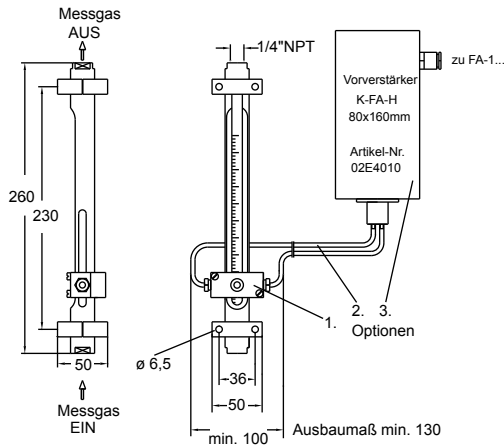 Messgas
AUS
1/4"NPT
zu FA-1...
Vorverstärker
K-FA-H
80x160mm
Artikel-Nr.
02E4010
260
230
1.
2.
3.
Optionen
ø 6,5
50
36
50
Messgas
EIN
min. 100
Ausbaumaß min. 130